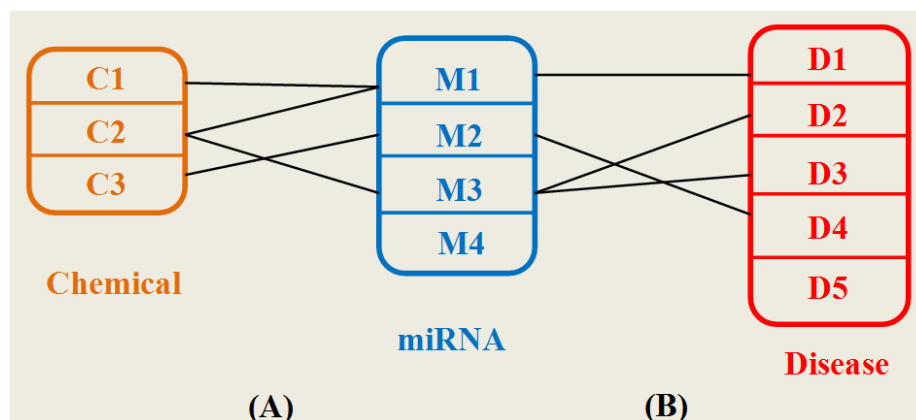 C1
C2
C3
Chemical
M1
M2
M3
M4
miRNA
D1
D2
D3
D4
D5
Disease
(A)
(B)